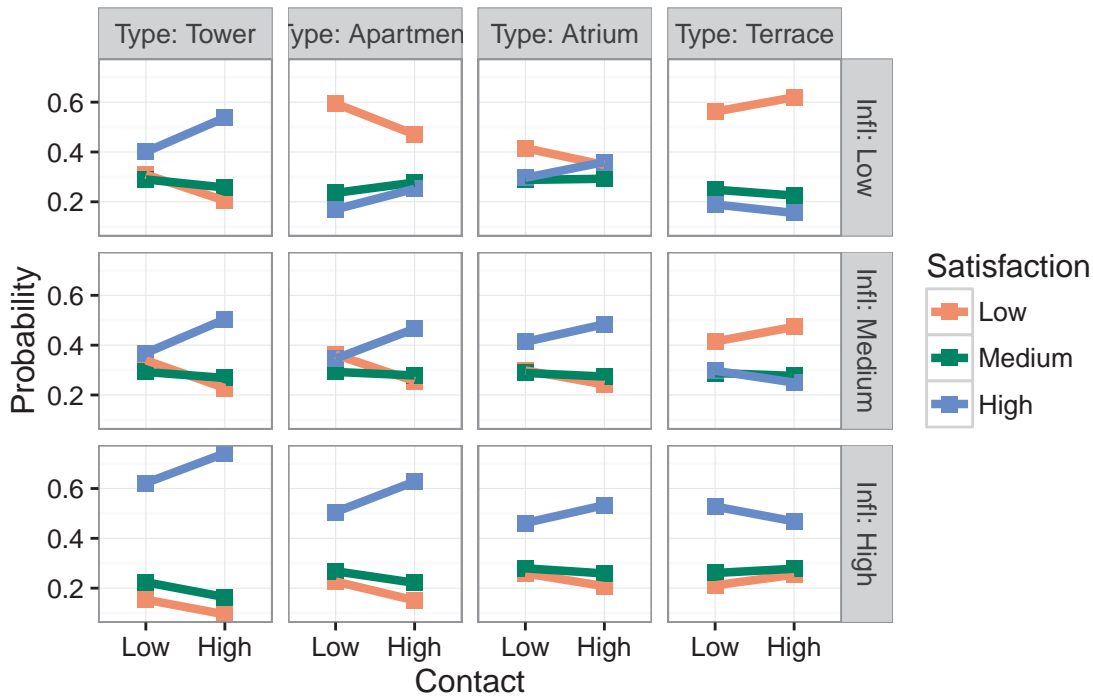 Type: Tower
Type: Apartmen
Type: Atrium
Type: Terrace
0.6
0.4
0.2
Infl: Low
0.6
0.4
0.2
Infl: Medium
0.6
0.4
0.2
Infl: High
Probability
Low High
Low High
Low High
Low High
Contact
Satisfaction
Low
Medium
High